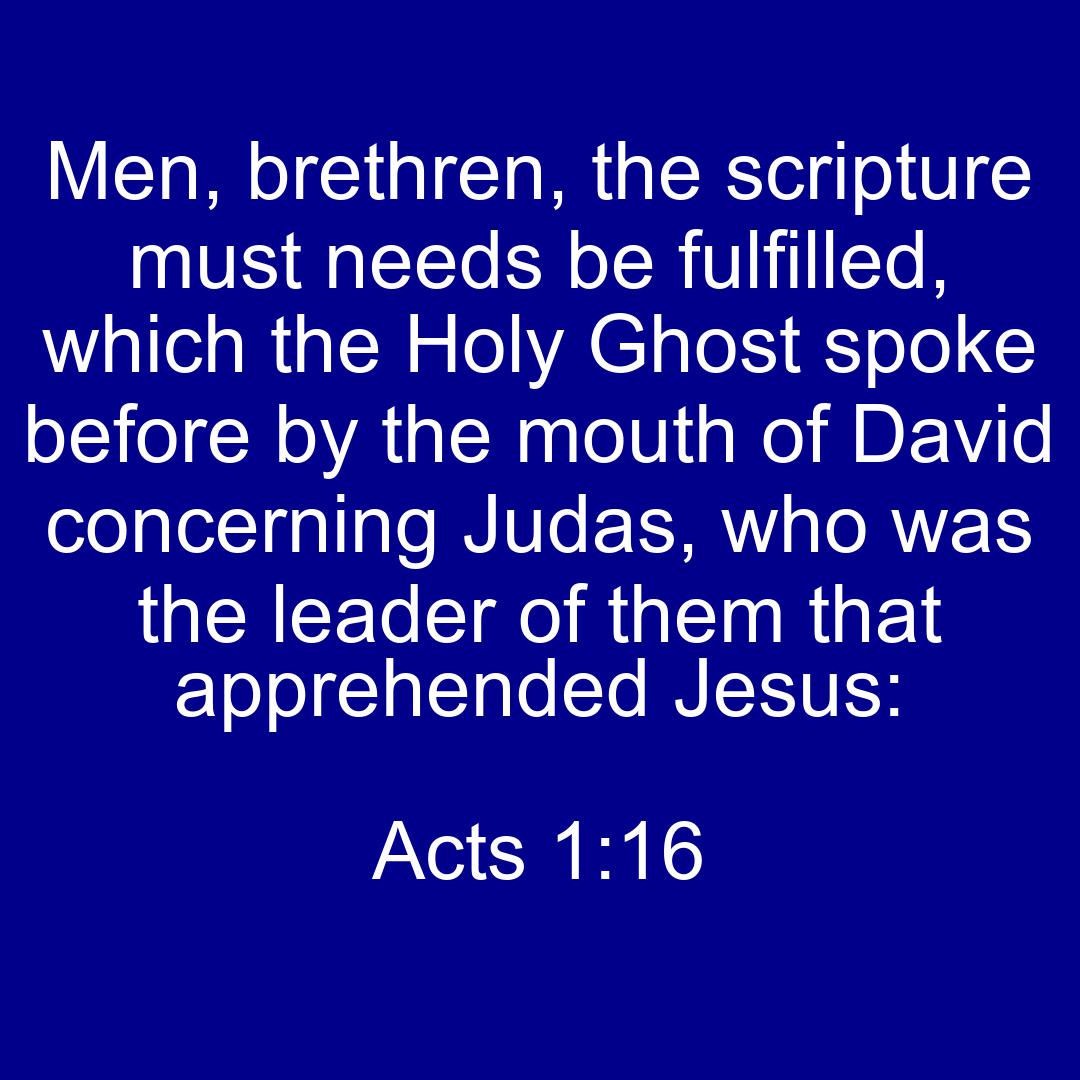 Men, brethren, the scripture
must needs be fulfilled,
which the Holy Ghost spoke
before by the mouth of David
concerning Judas, who was
the leader of them that
apprehended Jesus:
Acts 1:16